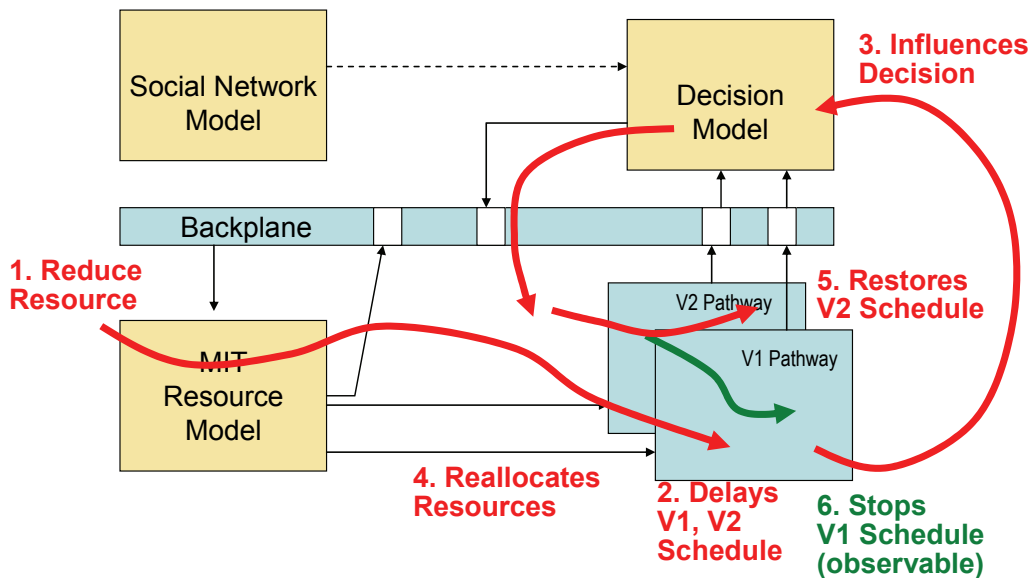 Social Network
Model
Decision
Model
3. Influences
Decision
Backplane
1. Reduce
Resource
MIT
Resource
Model
V2 Pathway
5. Restores
V2 Schedule
V1 Pathway
4. Reallocates
Resources
2. Delays
V1, V2
Schedule
6. Stops
V1 Schedule
(observable)